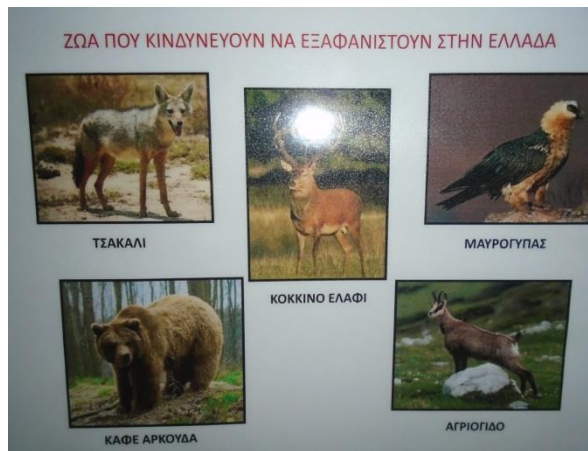 ΖΩΑ ΠΟΥ ΚΙΝΔΥΝΕΥΟΥΝ ΝΑ ΕΞΑΦΑΝΙΣΤΟΥΝ ΣΤΗΝ ΕΛΛΑΔΑ
ΤΣΑΚΑΛΙ
ΚΟΚΚΙΝΟ ΕΛΑΦΙ
ΜΑΥΡΟΓΥΠΑΣ
ΚΑΦΕ ΑΡΚΟΥΔΑ
ΑΓΡΙΟΓΙΔΟ